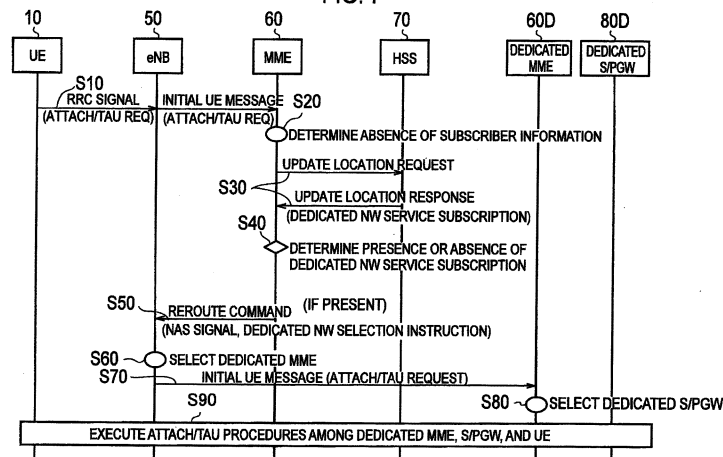 10
50
60
70
60D
80D
UE
eNB
MME
HSS
DEDICATED
MME
DEDICATED
S/PGW
S10
RRC SIGNAL
(ATTACH/TAU REQ)
INITIAL UE MESSAGE
(ATTACH/TAU REQ)
S20
DETERMINE ABSENCE OF SUBSCRIBER INFORMATION
UPDATE LOCATION REQUEST
S30
UPDATE LOCATION RESPONSE
(DEDICATED NW SERVICE SUBSCRIPTION)
S40
DETERMINE PRESENCE OR ABSENCE OF
DEDICATED NW SERVICE SUBSCRIPTION
S50
REROUTE COMMAND
(IF PRESENT)
(NAS SIGNAL, DEDICATED NW SELECTION INSTRUCTION)
S60
SELECT DEDICATED MME
S70
INITIAL UE MESSAGE (ATTACH/TAU REQUEST)
S80
SELECT DEDICATED S/PGW
S90
EXECUTE ATTACH/TAU PROCEDURES AMONG DEDICATED MME, S/PGW, AND UE